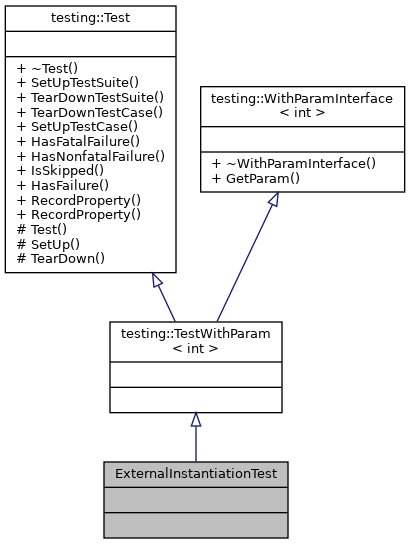 testing::Test
+ ~Test()
+ SetUpTestSuite()
+ TearDownTestSuite()
+ TearDownTestCase()
+ SetUpTestCase()
+ HasFatalFailure()
+ HasNonfatalFailure()
+ IsSkipped()
+ HasFailure()
+ RecordProperty()
+ RecordProperty()
# Test()
# SetUp()
# TearDown()
testing::WithParamInterface
< int >
+ ~WithParamInterface()
+ GetParam()
testing::TestWithParam
< int >
ExternalInstantiationTest